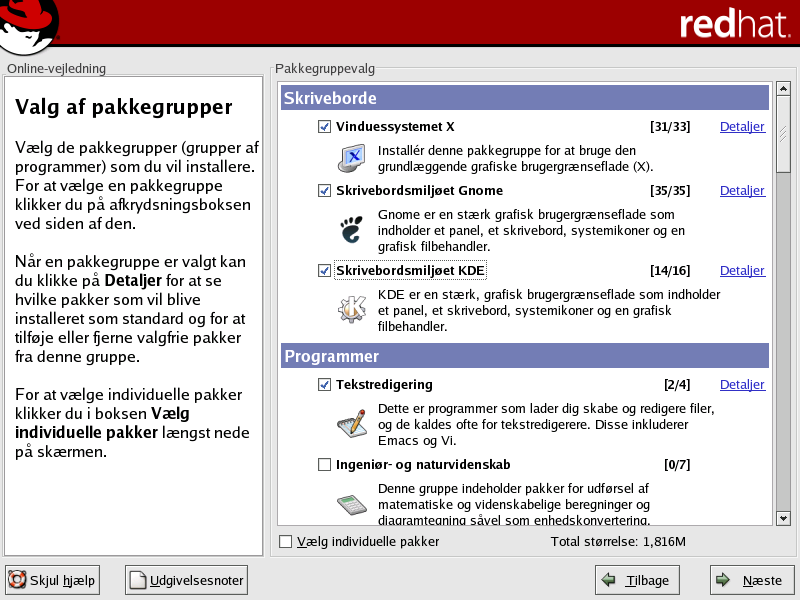 redhat.
Online-vejledning
Valg af pakkegrupper
Vælg de pakkegrupper (grupper af
programmer) som du vil installere.
For at vælge en pakkegruppe
klikker du på afkrydsningsboksen
ved siden af den.
Når en pakkegruppe er valgt kan
du klikke på Detaljer for at se
hvilke pakker som vil blive
installeret som standard og for at
tilføje eller fjerne valgfrie pakker
fra denne gruppe.
For at vælge individuelle pakker
klikker du i boksen Vælg
individuelle pakker længst nede
på skærmen.
Pakkegruppevalg
Skriveborde
Vinduessystemet X [31/33] Detaljer
Installér denne pakkegruppe for at bruge den
grundlæggende grafiske brugergrænseflade (X).
Skrivebordsmiljøet Gnome [35/35] Detaljer
Gnome er en stærk grafisk brugergrænseflade som
indholder et panel, et skrivebord, systemikoner og en
grafisk filbehandler.
Skrivebordsmiljøet KDE [14/16] Detaljer
KDE er en stærk, grafisk brugergrænseflade som indholder
et panel, et skrivebord, systemikoner og en grafisk
filbehandler.
Programmer
Tekstredigering [2/4] Detaljer
Dette er programmer som lader dig skabe og redigere filer,
og de kaldes ofte for tekstredigerere. Disse inkluderer
Emacs og Vi.
Ingeniør- og naturvidenskab [0/7]
Denne gruppe indeholder pakker for udførsel af
matematiske og videnskabelige beregninger og
diagramtegning såvel som enhedskonvertering.
Vælg individuelle pakker Total størrelse: 1,816M
Skjul hjælp Udgivelsesnoter Tilbage Næste